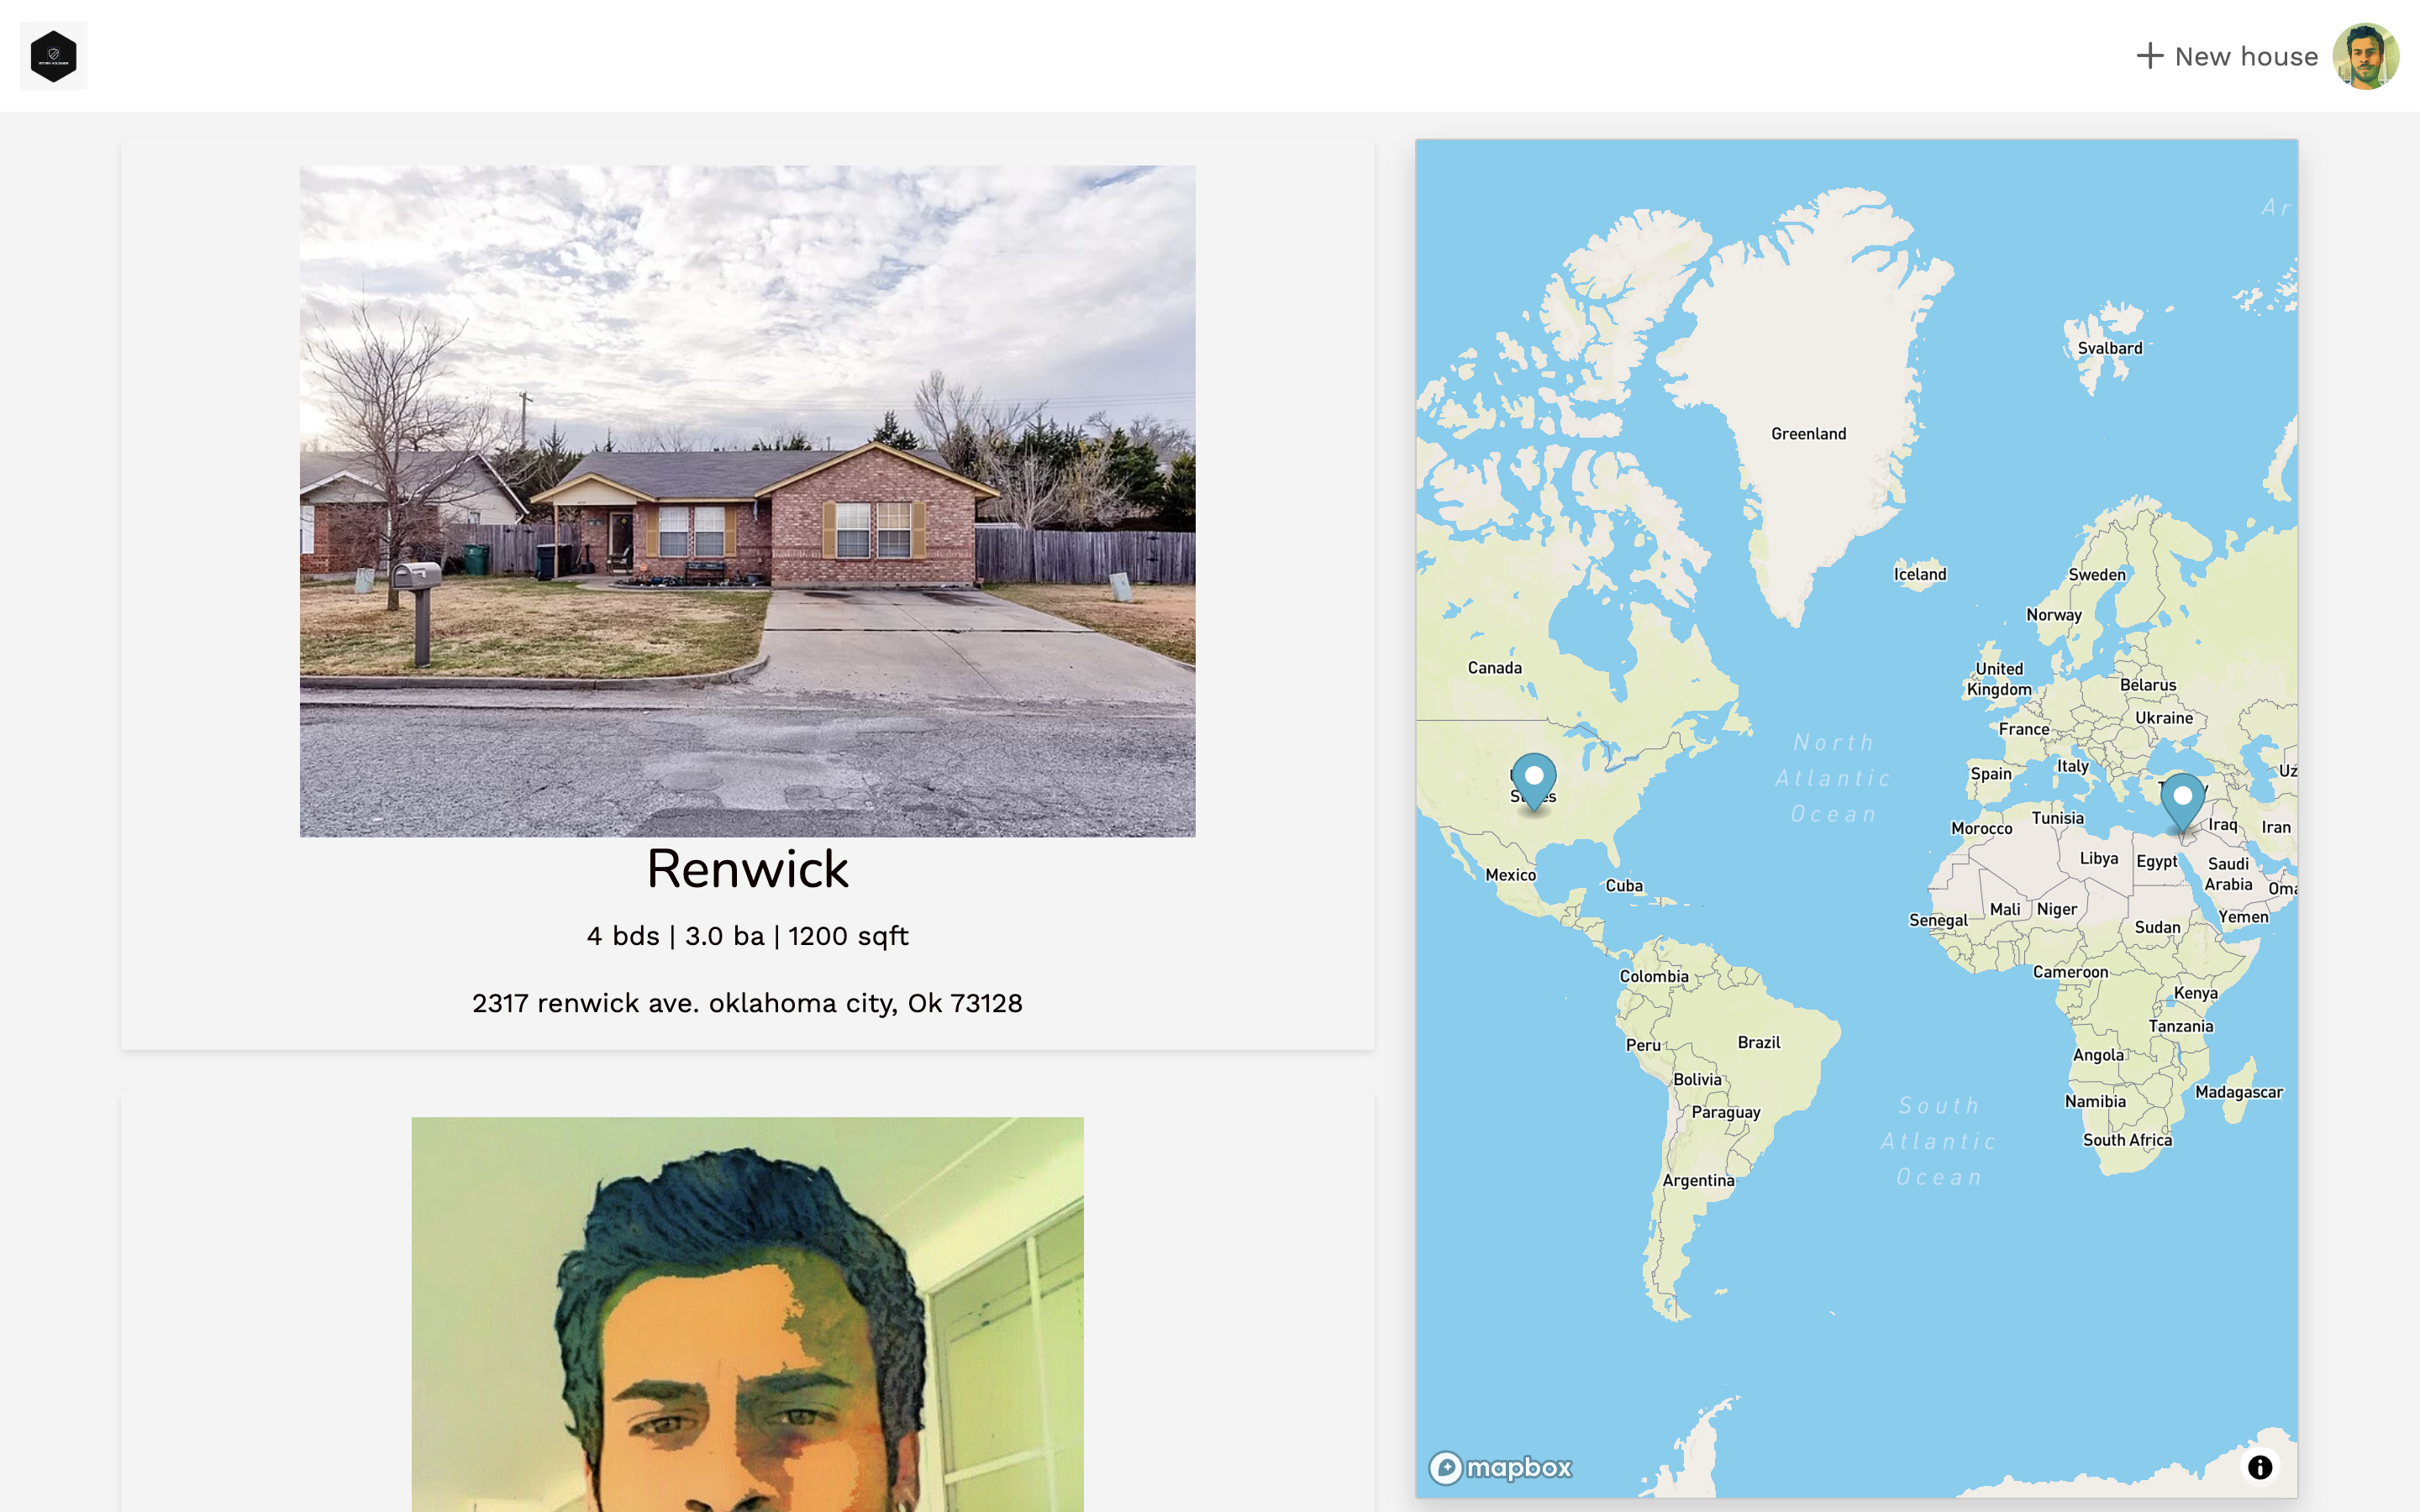 New house
Renwick
4 bds | 3.0 ba | 1200 sqft
2317 renwick ave. oklahoma city, Ok 73128
Ar
Svalbard
Greenland
Iceland
Sweden
Norway
Canada
United
Kingdom
Belarus
Ukraine
France
North
Atlantic
Ocean
Italy
Spain
Uz
Tunisia
Morocco
Iraq
Iran
Libya
Egypt
Saudi
Arabia
Oma
Mexico
Cuba
Mali
Niger
Senegal
Yemen
Sudan
Colombia
Cameroon
Kenya
Tanzania
Peru
Brazil
Angola
Bolivia
Madagascar
Namibia
Paraguay
South
Atlantic
Ocean
South Africa
Argentina
mapbox